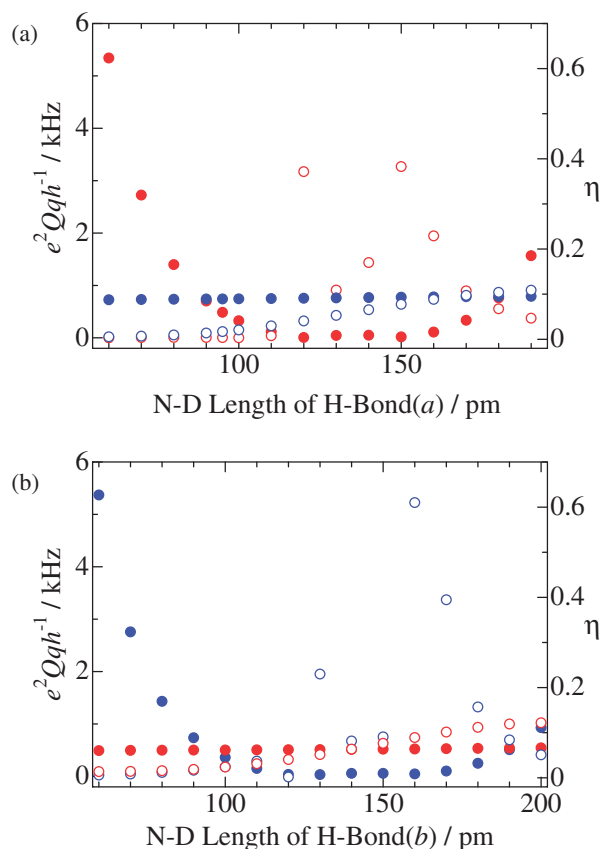 (a)
6
4
2
0
e²Qqh⁻¹ / kHz
0.6
0.4
0.2
0
η
100
150
N-D Length of H-Bond(a) / pm
(b)
6
4
2
0
e²Qqh⁻¹ / kHz
0.6
0.4
0.2
0
η
100
150
200
N-D Length of H-Bond(b) / pm